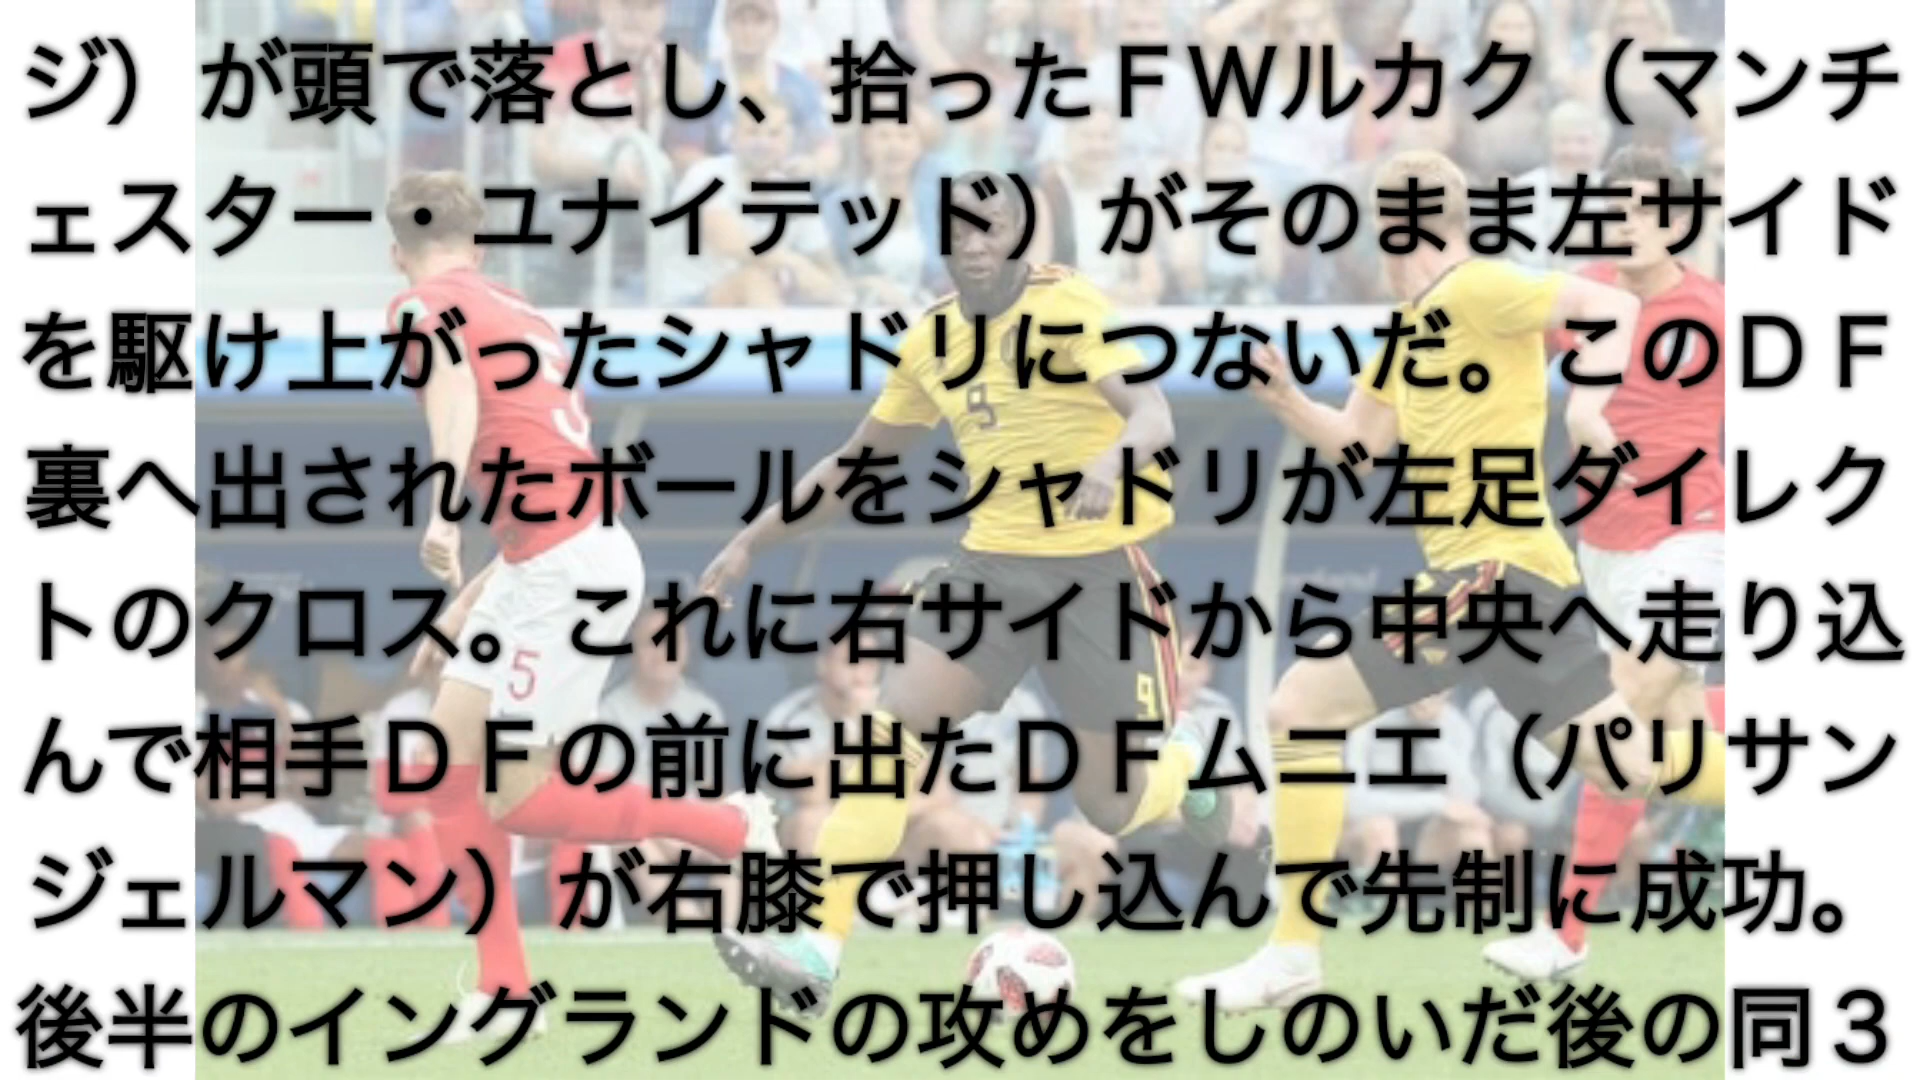 ジ）が頭で落とし、拾ったＦＷルカク（マンチ
ェスター・ユナイテッド）がそのまま左サイド
を駆け上がったシャドリにつないだ。このＤＦ
裏へ出されたボールをシャドリが左足ダイレク
トのクロス。これに右サイドから中央へ走り込
んで相手ＤＦの前に出たＤＦムニエ（パリサン
ジェルマン）が右膝で押し込んで先制に成功。
後半のイングランドの攻めをしのいだ後の同３
9
5
9